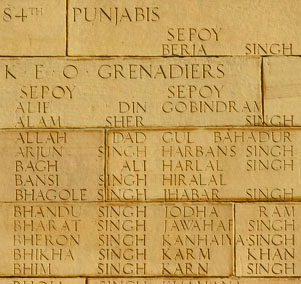 84TH PUNJABIS
SEPOY
BERIA SINGH
K · E · O · GRENADIERS
SEPOY SEPOY
ALIF DIN GOBINDRAM
ALAM SHER SINGH
ALLAH DAD GUL BAHADUR
ARJUN SINGH HARBANS SINGH
BAGH ALI HARLAL SINGH
BANSI SINGH HIRALAL
BHAGOLE SINGH JHABAR SINGH
BHANDU SINGH JODHA RAM
BHARAT SINGH JAWAHAR SINGH
BHERON SINGH KANHAIYA SINGH
BHIKHA SINGH KARM KHAN
BHIM SINGH KARN SINGH